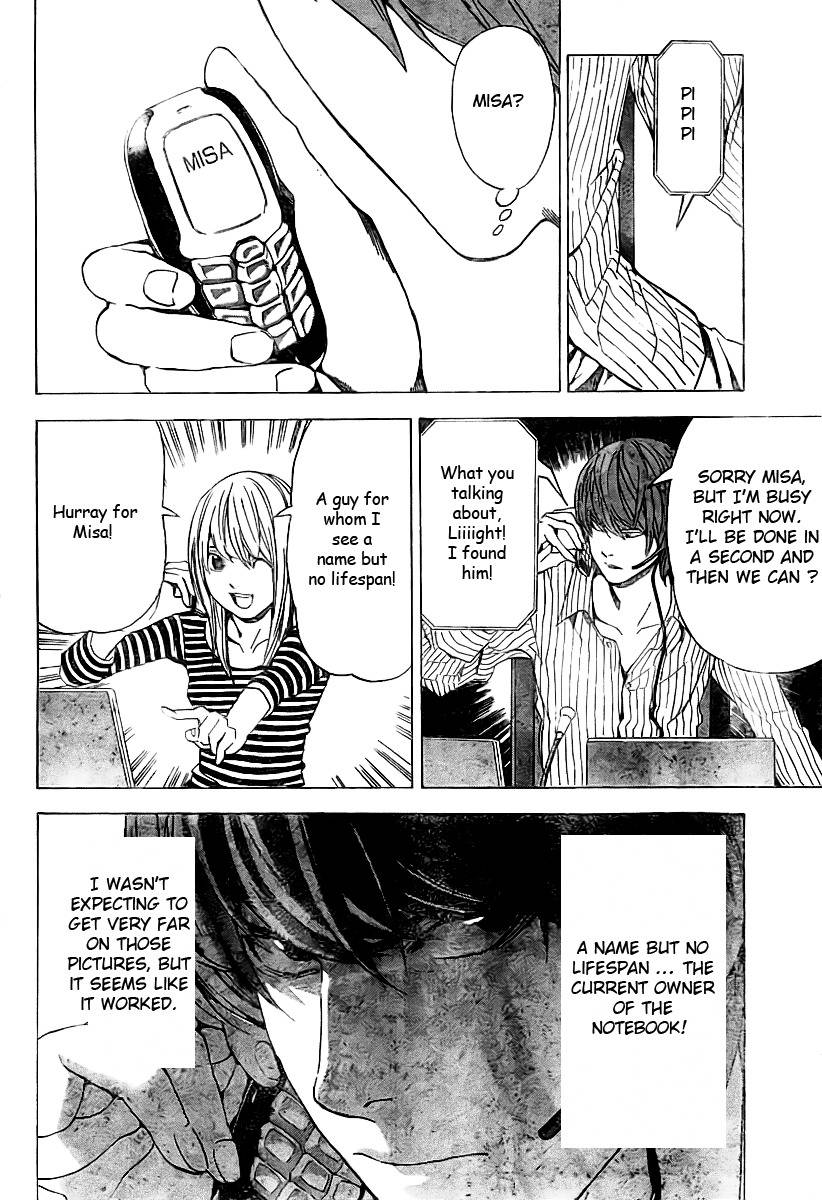 PI
PI
PI
MISA?
MISA
SORRY MISA,
BUT I'M BUSY
RIGHT NOW.
I'LL BE DONE IN
A SECOND AND
THEN WE CAN ?
What you
talking
about,
Liiiight!
I found
him!
A guy for
whom I
see a
name but
no lifespan!
Hurray for
Misa!
A NAME BUT NO
LIFESPAN ... THE
CURRENT OWNER
OF THE
NOTEBOOK!
I WASN'T
EXPECTING TO
GET VERY FAR
ON THOSE
PICTURES, BUT
IT SEEMS LIKE
IT WORKED.